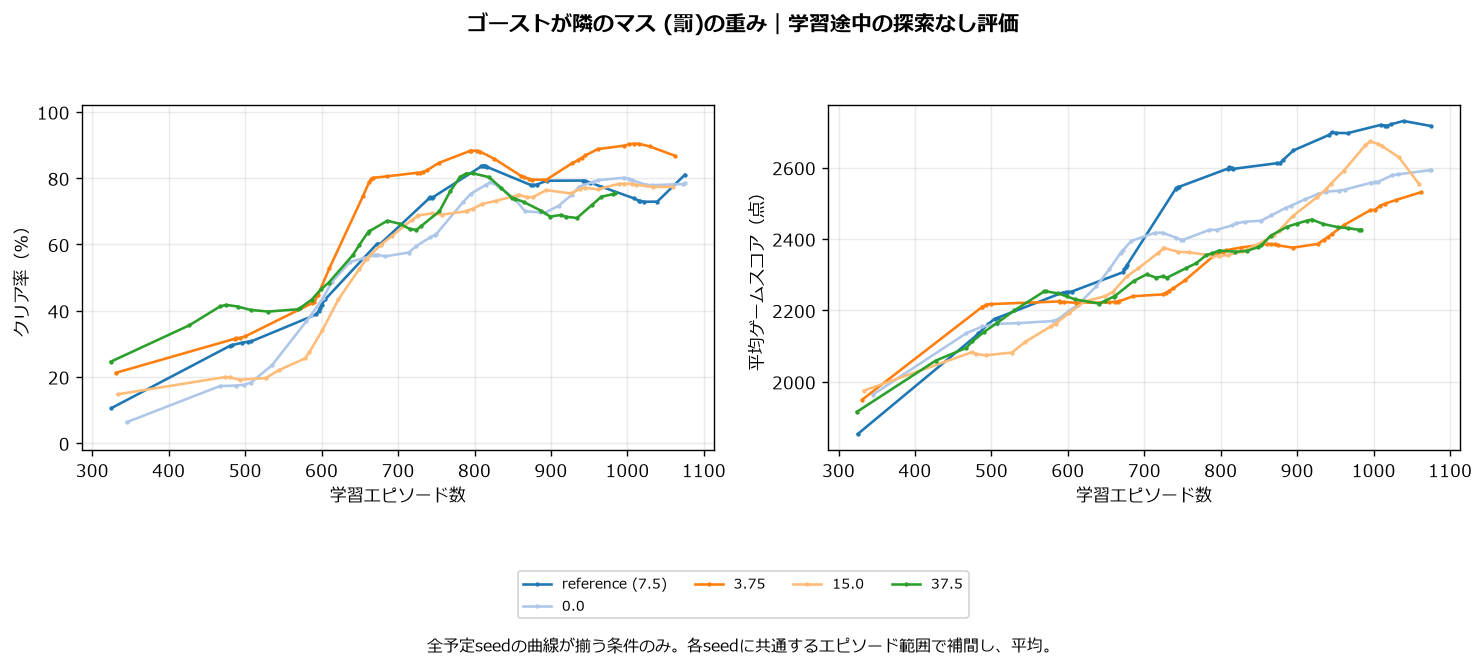 ゴーストが隣のマス (罰)の重み｜学習途中の探索なし評価
クリア率（%）
100
80
60
40
20
0
300 400 500 600 700 800 900 1000 1100
学習エピソード数
平均ゲームスコア（点）
2600
2400
2200
2000
300 400 500 600 700 800 900 1000 1100
学習エピソード数
reference (7.5) 3.75 15.0 37.5
0.0
全予定seedの曲線が揃う条件のみ。各seedに共通するエピソード範囲で補間し、平均。